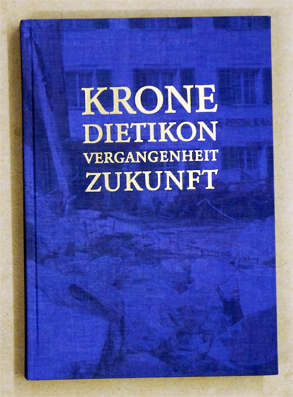 KRONE
DIETIKON
VERGANGENHEIT
ZUKUNFT